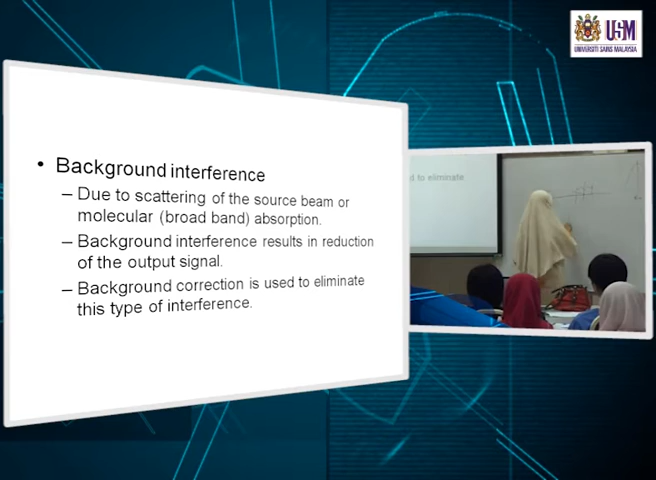 USM
UNIVERSITI SAINS MALAYSIA
• Background interference
– Due to scattering of the source beam or
molecular (broad band) absorption.
– Background interference results in reduction
of the output signal.
– Background correction is used to eliminate
this type of interference.
d to eliminate